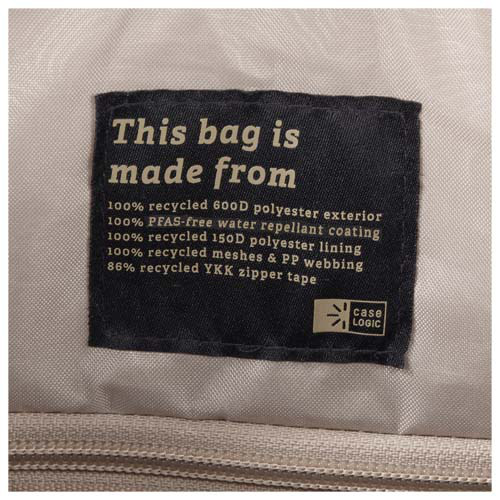 This bag is
made from
100% recycled 600D polyester exterior
100% PFAS-free water repellant coating
100% recycled 150D polyester lining
100% recycled meshes & PP webbing
86% recycled YKK zipper tape
case
LOGIC